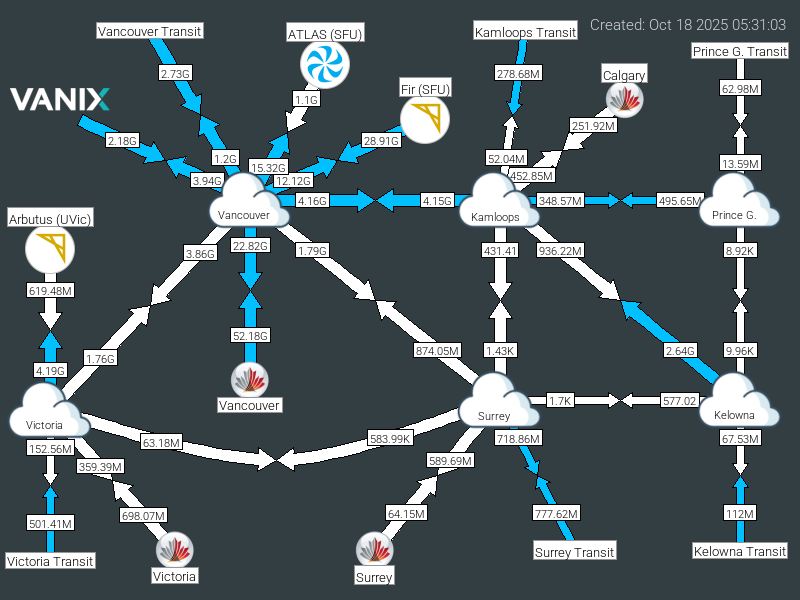 Created: Oct 18 2025 05:31:03
Vancouver Transit
ATLAS (SFU)
Kamloops Transit
Prince G. Transit
2.73G
278.68M
Calgary
62.98M
VANIX
1.1G
Fir (SFU)
251.92M
2.18G
28.91G
1.2G
52.04M
13.59M
15.32G
3.94G
12.12G
452.85M
4.16G
4.15G
348.57M
495.65M
Arbutus (UVic)
Vancouver
Kamloops
Prince G.
3.86G
22.82G
1.79G
431.41
936.22M
8.92K
619.48M
52.18G
1.76G
874.05M
1.43K
2.64G
9.96K
4.19G
Vancouver
1.7K
577.02
Victoria
Surrey
Kelowna
152.56M
63.18M
583.99K
718.86M
67.53M
359.39M
589.69M
501.41M
698.07M
64.15M
777.62M
112M
Victoria Transit
Victoria
Surrey
Surrey Transit
Kelowna Transit